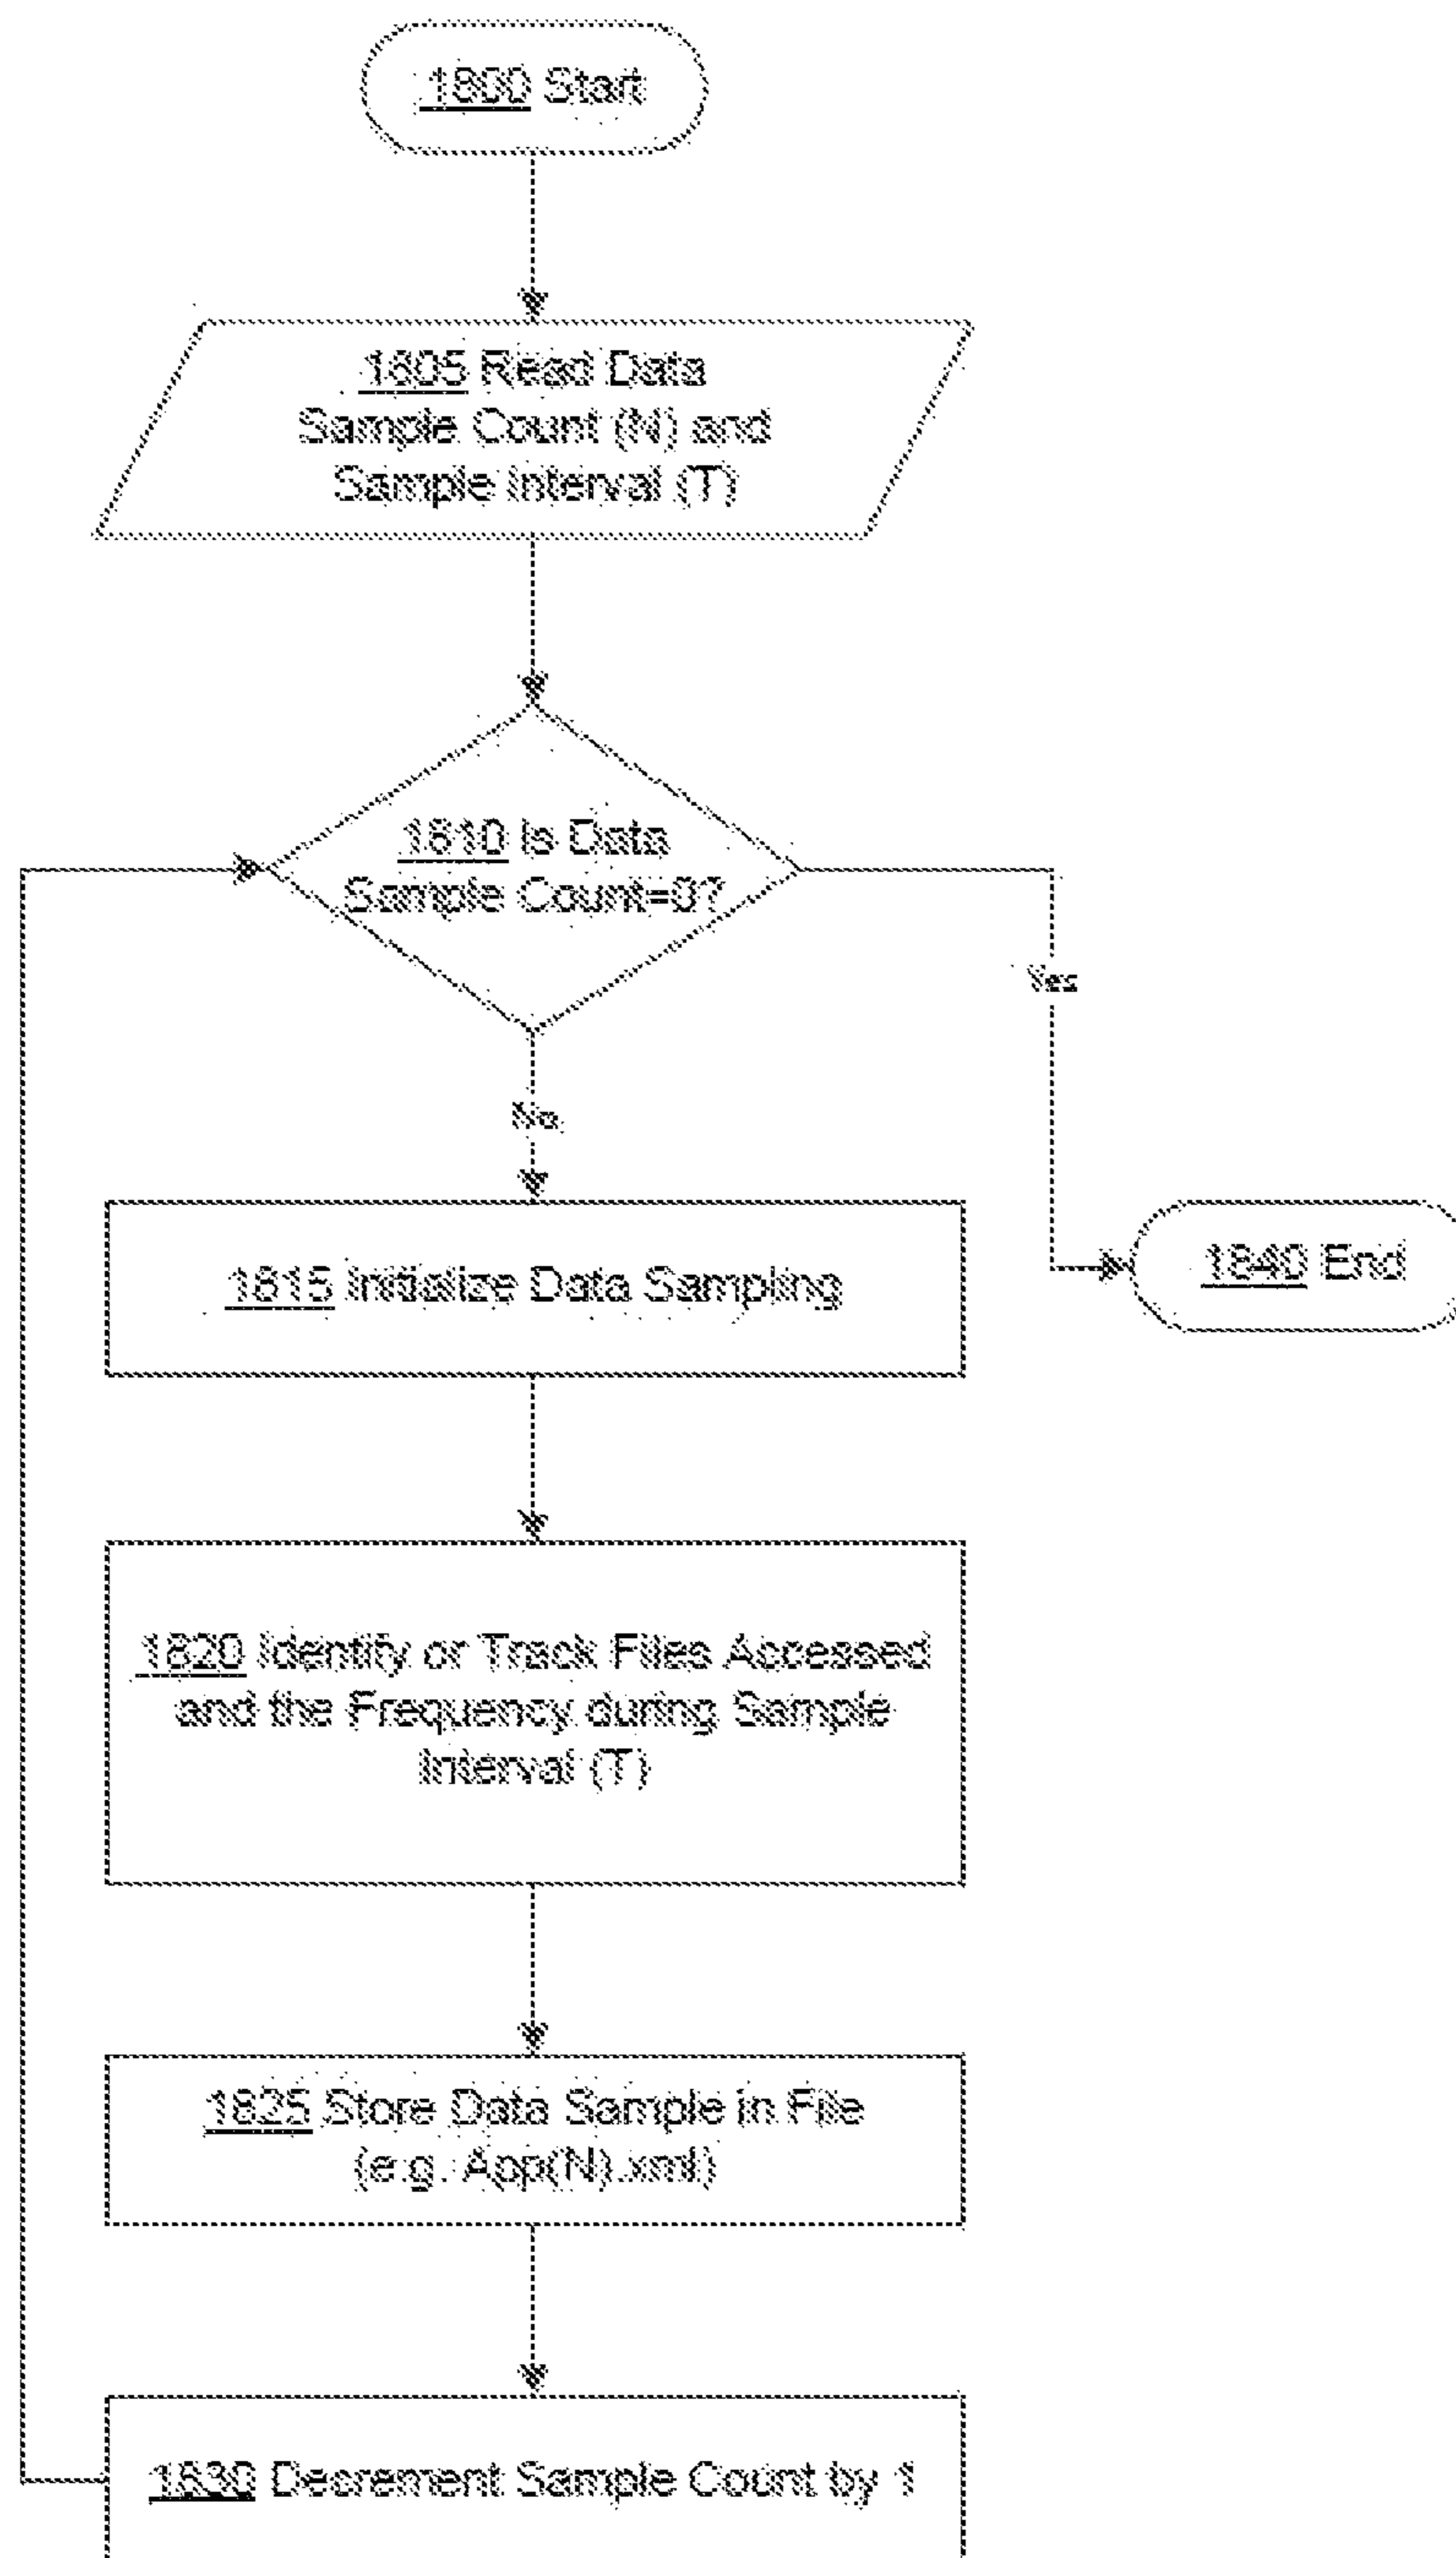 1800 Start
1805 Read Data
Sample Count (N) and
Sample Interval (T)
1810 Is Data
Sample Count=0?
Yes
No
1815 Initialize Data Sampling
1840 End
1820 Identify or Track Files Accessed
and the Frequency during Sample
Interval (T)
1825 Store Data Sample in File
(e.g. App(N).xml)
1830 Decrement Sample Count by 1